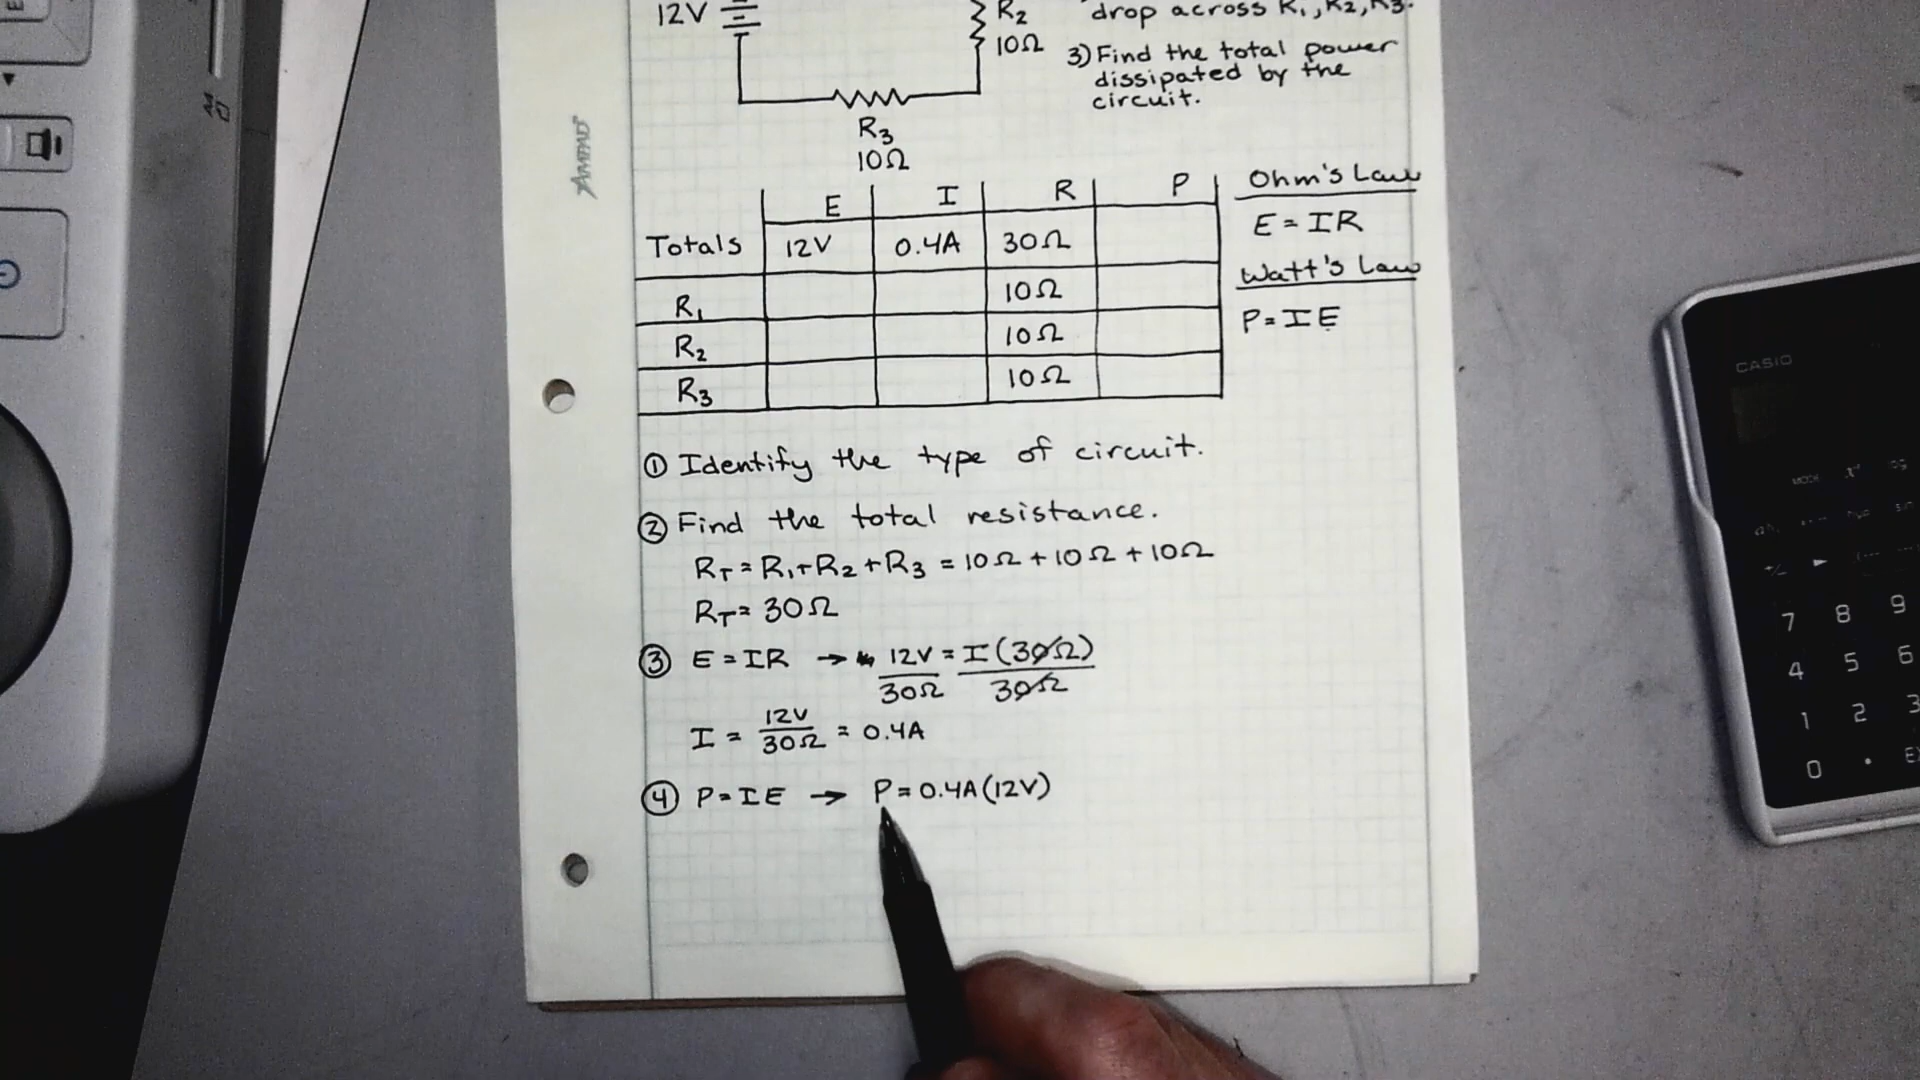 12V
R2
10Ω
drop across R1, R2, R3.
3) Find the total power
dissipated by the
circuit.
R3
10Ω
AMPAD
E I R P
Totals 12V 0.4A 30Ω
R1 10Ω
R2 10Ω
R3 10Ω
Ohm's Law
E = IR
Watt's Law
P = IE
① Identify the type of circuit.
② Find the total resistance.
RT = R1 + R2 + R3 = 10Ω + 10Ω + 10Ω
RT = 30Ω
③ E = IR → 12V/30Ω = I(30Ω)/30Ω
I = 12V/30Ω = 0.4A
④ P = IE → P = 0.4A(12V)
CASIO
MODE
7 8 9
4 5 6
1 2 3
0 .